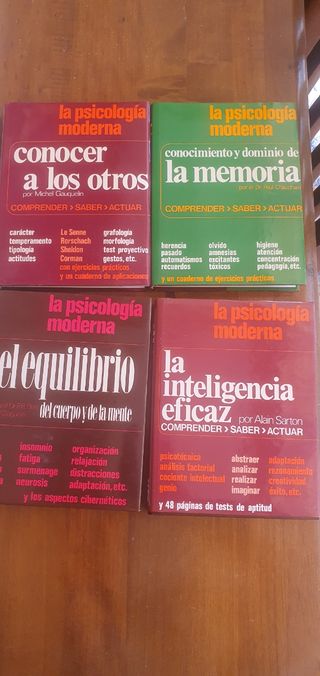 la psicología
moderna
conocer
a los otros
por Michel Gauquelin
COMPRENDER > SABER > ACTUAR
carácter Le Senne grafología
temperamento Rorschach morfología
tipología Sheldon test proyectivo
actitudes Corman gestos, etc.
con ejercicios prácticos
y un cuaderno de aplicaciones
la psicología
moderna
conocimiento y dominio de
la memoria
por el Dr. Paul Chauchard
COMPRENDER > SABER > ACTUAR
herencia olvido higiene
pasado amnesias atención
automatismos excitantes concentración
recuerdos tóxicos pedagogía, etc.
y un cuaderno de ejercicios prácticos
la psicología
moderna
el equilibrio
del cuerpo y de la mente
insomnio organización
fatiga relajación
surmenage distracciones
neurosis adaptación, etc.
y los aspectos cibernéticos
la psicología
moderna
la
inteligencia
eficaz por Alain Sarton
COMPRENDER > SABER > ACTUAR
psicotécnica abstraer adaptación
análisis factorial analizar razonamiento
cociente intelectual realizar creatividad
genio imaginar éxito, etc.
y 48 páginas de tests de aptitud